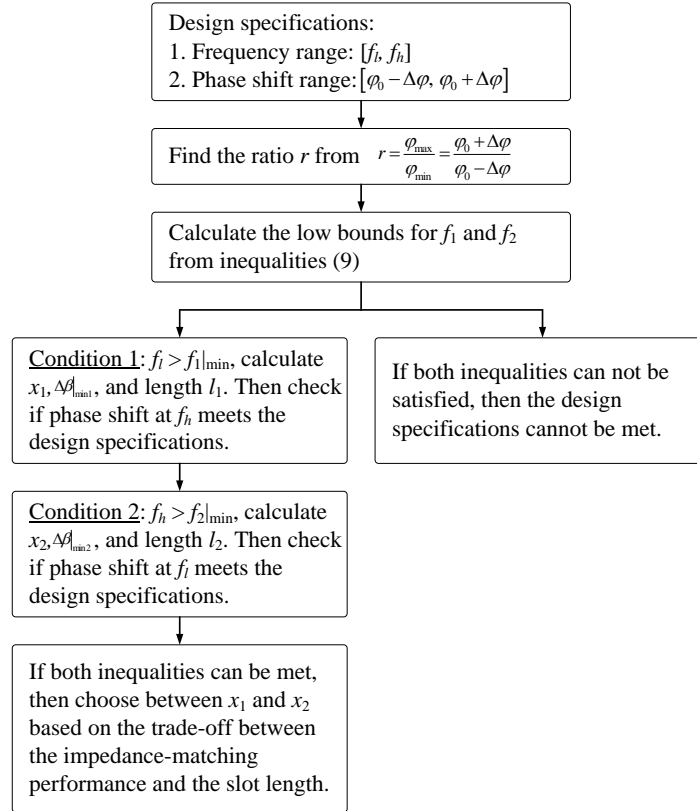 Design specifications:
1. Frequency range: [fₗ, fₕ]
2. Phase shift range: [φ₀ − Δφ, φ₀ + Δφ]
Find the ratio r from r = φₘₐₓ/φₘᵢₙ = (φ₀ + Δφ)/(φ₀ − Δφ)
Calculate the low bounds for f₁ and f₂
from inequalities (9)
Condition 1: fₗ > f₁|ₘᵢₙ, calculate
x₁, Δβ|ₘᵢₙ₁, and length l₁. Then check
if phase shift at fₕ meets the
design specifications.
If both inequalities can not be
satisfied, then the design
specifications cannot be met.
Condition 2: fₕ > f₂|ₘᵢₙ, calculate
x₂, Δβ|ₘᵢₙ₂, and length l₂. Then check
if phase shift at fₗ meets the
design specifications.
If both inequalities can be met,
then choose between x₁ and x₂
based on the trade-off between
the impedance-matching
performance and the slot length.